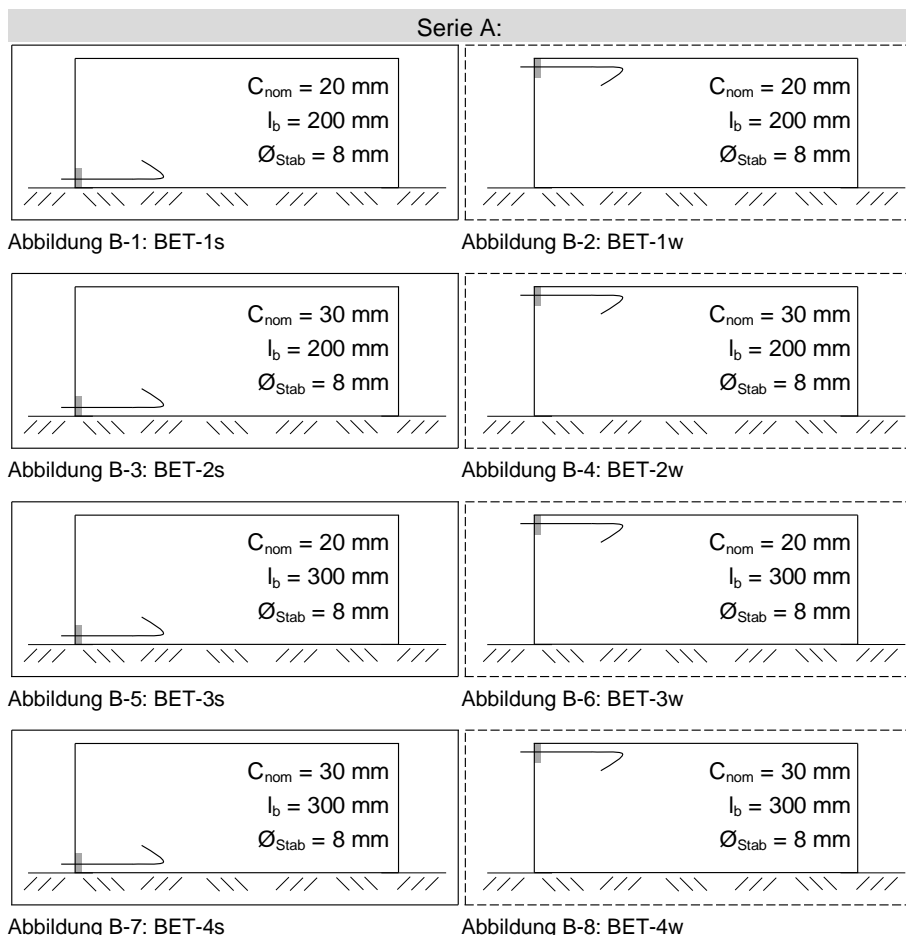 Serie A:
C_nom = 20 mm
l_b = 200 mm
Ø_Stab = 8 mm
C_nom = 20 mm
l_b = 200 mm
Ø_Stab = 8 mm
Abbildung B-1: BET-1s
Abbildung B-2: BET-1w
C_nom = 30 mm
l_b = 200 mm
Ø_Stab = 8 mm
C_nom = 30 mm
l_b = 200 mm
Ø_Stab = 8 mm
Abbildung B-3: BET-2s
Abbildung B-4: BET-2w
C_nom = 20 mm
l_b = 300 mm
Ø_Stab = 8 mm
C_nom = 20 mm
l_b = 300 mm
Ø_Stab = 8 mm
Abbildung B-5: BET-3s
Abbildung B-6: BET-3w
C_nom = 30 mm
l_b = 300 mm
Ø_Stab = 8 mm
C_nom = 30 mm
l_b = 300 mm
Ø_Stab = 8 mm
Abbildung B-7: BET-4s
Abbildung B-8: BET-4w